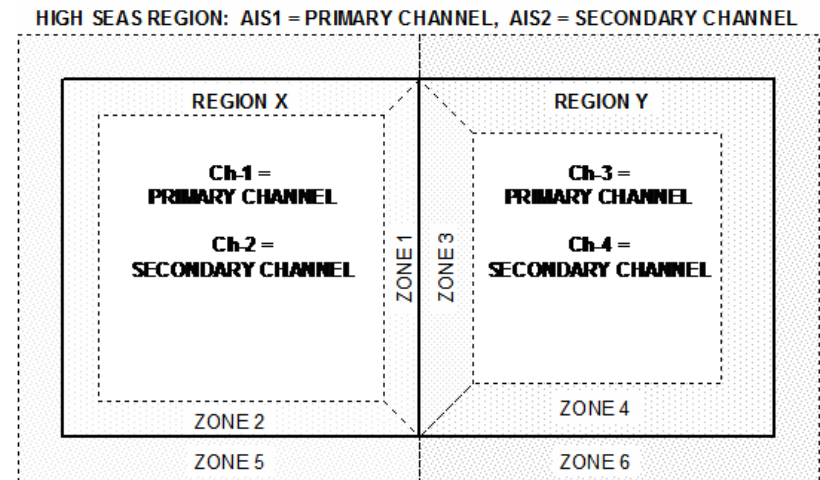 HIGH SEAS REGION: AIS1 = PRIMARY CHANNEL, AIS2 = SECONDARY CHANNEL
REGION X
REGION Y
Ch-1 =
PRIMARY CHANNEL
Ch-2 =
SECONDARY CHANNEL
Ch-3 =
PRIMARY CHANNEL
Ch-4 =
SECONDARY CHANNEL
ZONE 1
ZONE 3
ZONE 2
ZONE 4
ZONE 5
ZONE 6